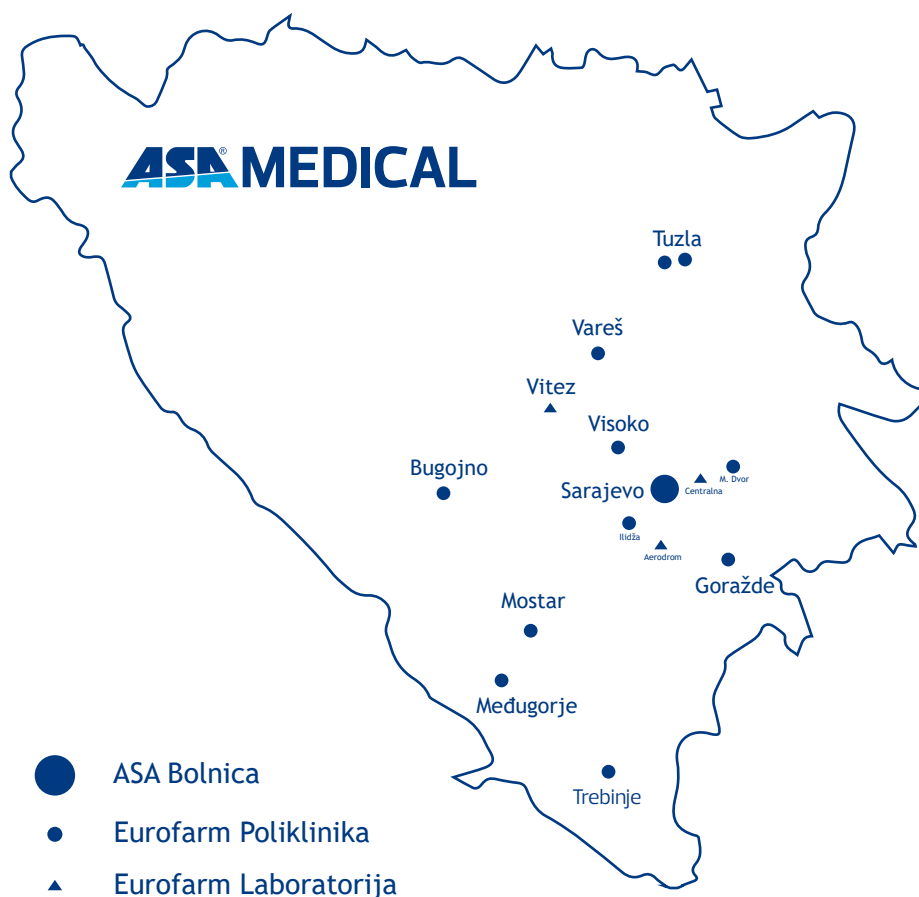 ASA® MEDICAL
Tuzla
Vareš
Vitez
Visoko
Bugojno
M. Dvor
Sarajevo
Centralna
Ilidža
Aerodrom
Goražde
Mostar
Međugorje
Trebinje
ASA Bolnica
Eurofarm Poliklinika
Eurofarm Laboratorija